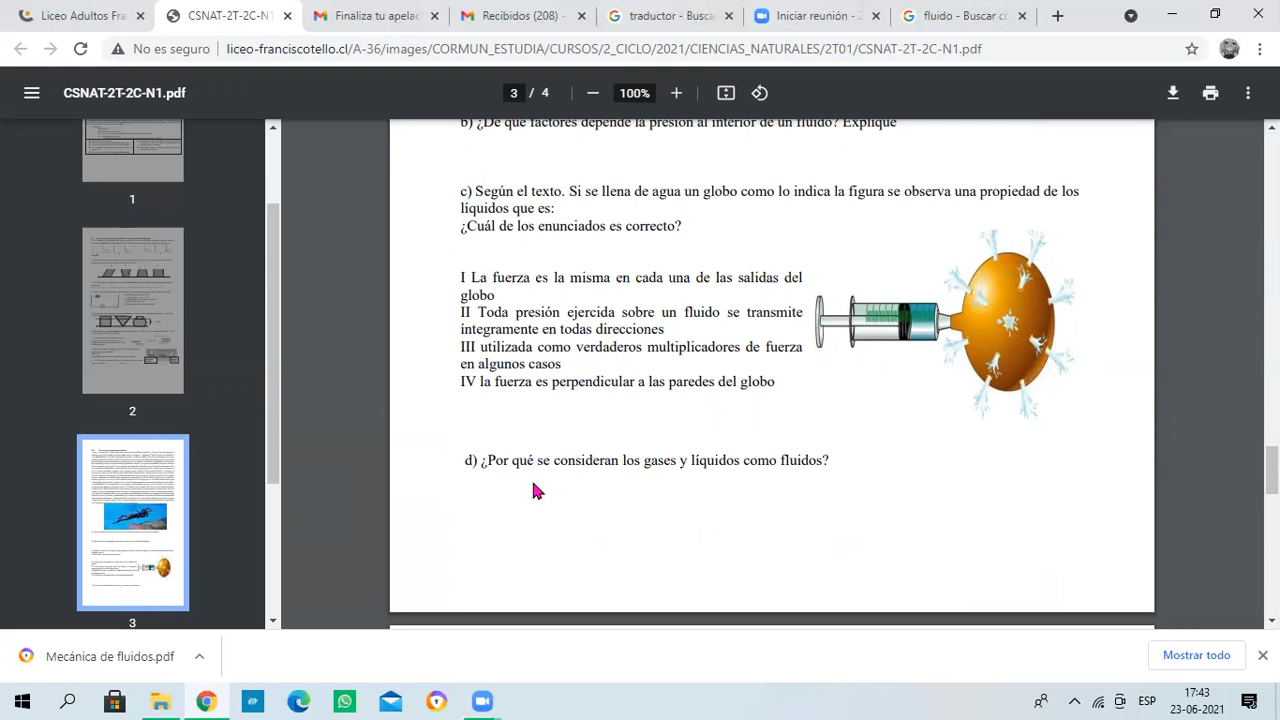 Liceo Adultos Fran
CSNAT-2T-2C-N1
Finaliza tu apelac
Recibidos (208) -
traductor - Busca
Iniciar reunión - Z
fluido - Buscar co
No es seguro
liceo-franciscotello.cl/A-36/images/CORMUN_ESTUDIA/CURSOS/2_CICLO/2021/CIENCIAS_NATURALES/2T01/CSNAT-2T-2C-N1.pdf
CSNAT-2T-2C-N1.pdf
3 / 4
100%
1
2
3
b) ¿De que factores depende la presión al interior de un fluido? Explique
c) Según el texto. Si se llena de agua un globo como lo indica la figura se observa una propiedad de los
líquidos que es:
¿Cuál de los enunciados es correcto?
I La fuerza es la misma en cada una de las salidas del
globo
II Toda presión ejercida sobre un fluido se transmite
íntegramente en todas direcciones
III utilizada como verdaderos multiplicadores de fuerza
en algunos casos
IV la fuerza es perpendicular a las paredes del globo
d) ¿Por qué se consideran los gases y líquidos como fluidos?
Mecánica de fluidos.pdf
Mostrar todo
ESP
17:43
23-06-2021